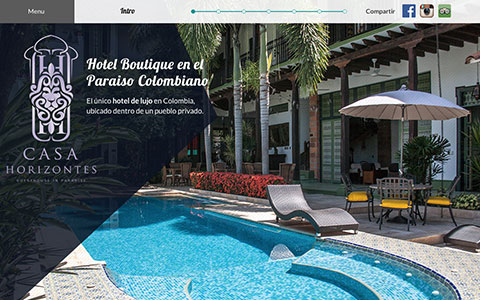 Menu
Intro
Compartir
Hotel Boutique en el
Paraiso Colombiano
El único hotel de lujo en Colombia,
ubicado dentro de un pueblo privado.
CASA
HORIZONTES